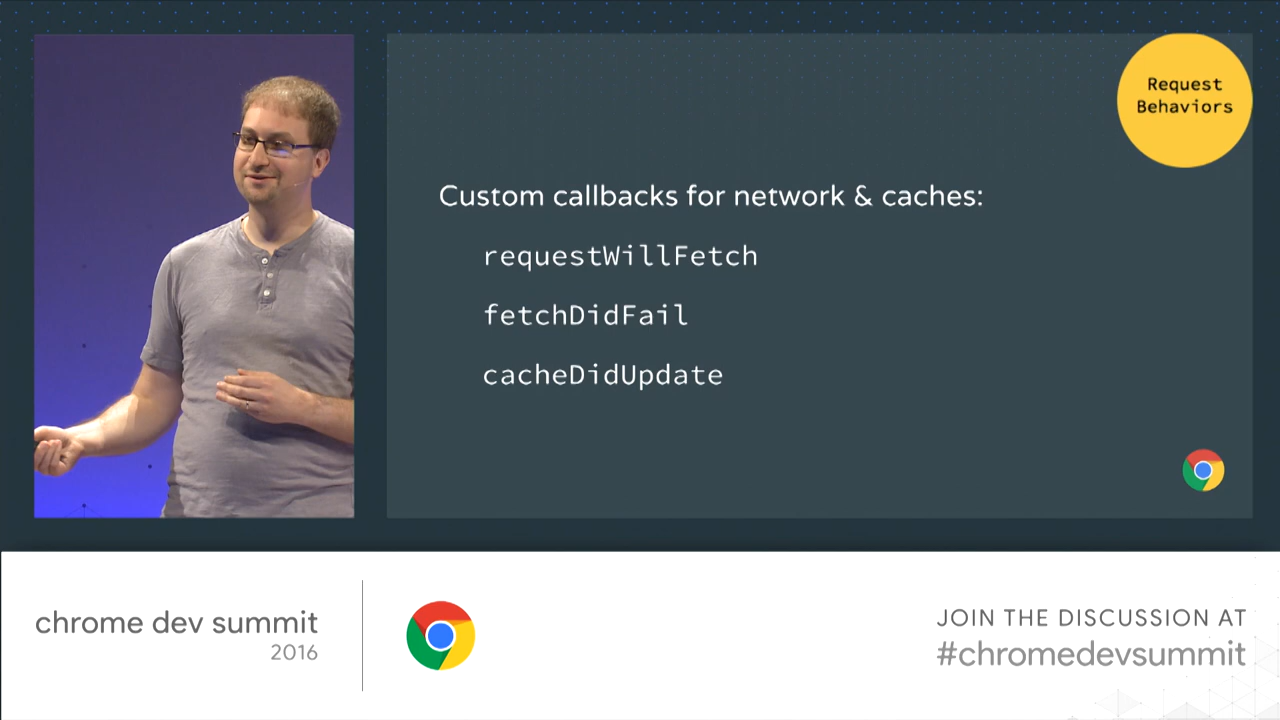 Request
Behaviors
Custom callbacks for network & caches:
requestWillFetch
fetchDidFail
cacheDidUpdate
chrome dev summit
2016
JOIN THE DISCUSSION AT
#chromedevsummit